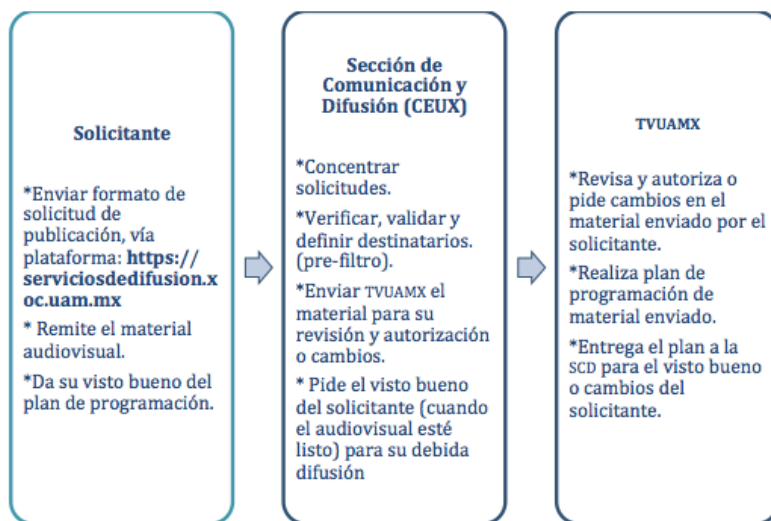 Solicitante
*Enviar formato de
solicitud de
publicación, vía
plataforma: https://
serviciosdedifusion.x
oc.uam.mx
* Remite el material
audiovisual.
*Da su visto bueno del
plan de programación.
Sección de
Comunicación y
Difusión (CEUX)
*Concentrar
solicitudes.
*Verificar, validar y
definir destinatarios.
(pre-filtro).
*Enviar TVUAMX el
material para su
revisión y autorización
o cambios.
* Pide el visto bueno
del solicitante (cuando
el audiovisual esté
listo) para su debida
difusión
TVUAMX
*Revisa y autoriza o
pide cambios en el
material enviado por el
solicitante.
*Realiza plan de
programación de
material enviado.
*Entrega el plan a la
SCD para el visto bueno
o cambios del
solicitante.